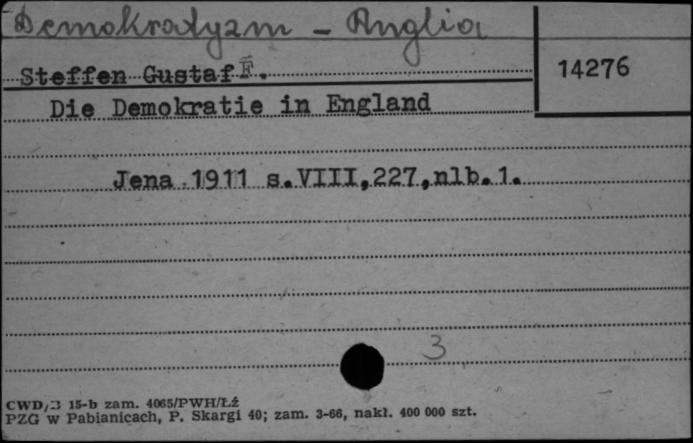 Demokratyzm - Anglia
Steffen Gustaf F.
14276
Die Demokratie in England
Jena 1911 s.VIII,227,nlb.1.
3
CWD/3 15-b zam. 4065/PWH/Łż
PZG w Pabianicach, P. Skargi 40; zam. 3-66, nakł. 400 000 szt.